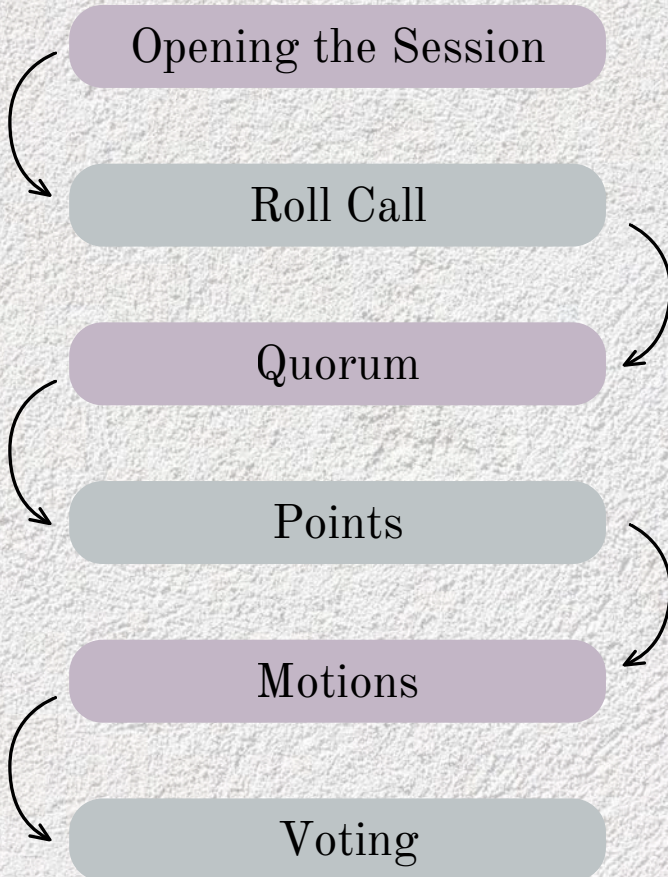 Opening the Session
Roll Call
Quorum
Points
Motions
Voting